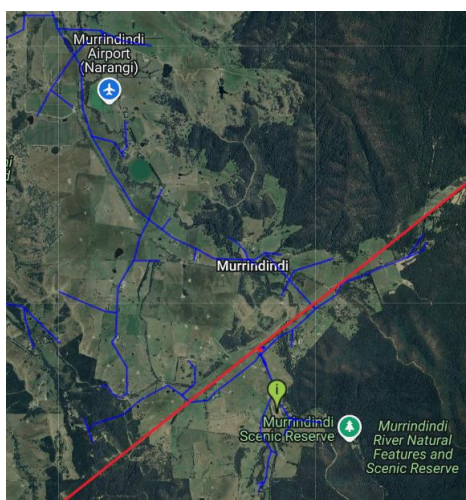 Murrindindi
Airport
(Narangi)
Murrindindi
Murrindindi
Scenic Reserve
Murrindindi
River Natural
Features and
Scenic Reserve